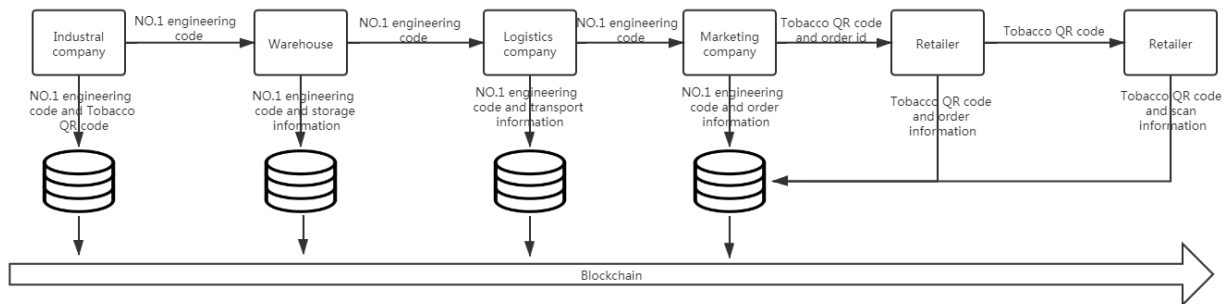 Industral
company
NO.1 engineering
code
Warehouse
NO.1 engineering
code
Logistics
company
NO.1 engineering
code
Marketing
company
Tobacco QR code
and order id
Retailer
Tobacco QR code
Retailer
NO.1 engineering
code and Tobacco
QR code
NO.1 engineering
code and storage
information
NO.1 engineering
code and transport
information
NO.1 engineering
code and order
information
Tobacco QR code
and order
information
Tobacco QR code
and scan
information
Blockchain